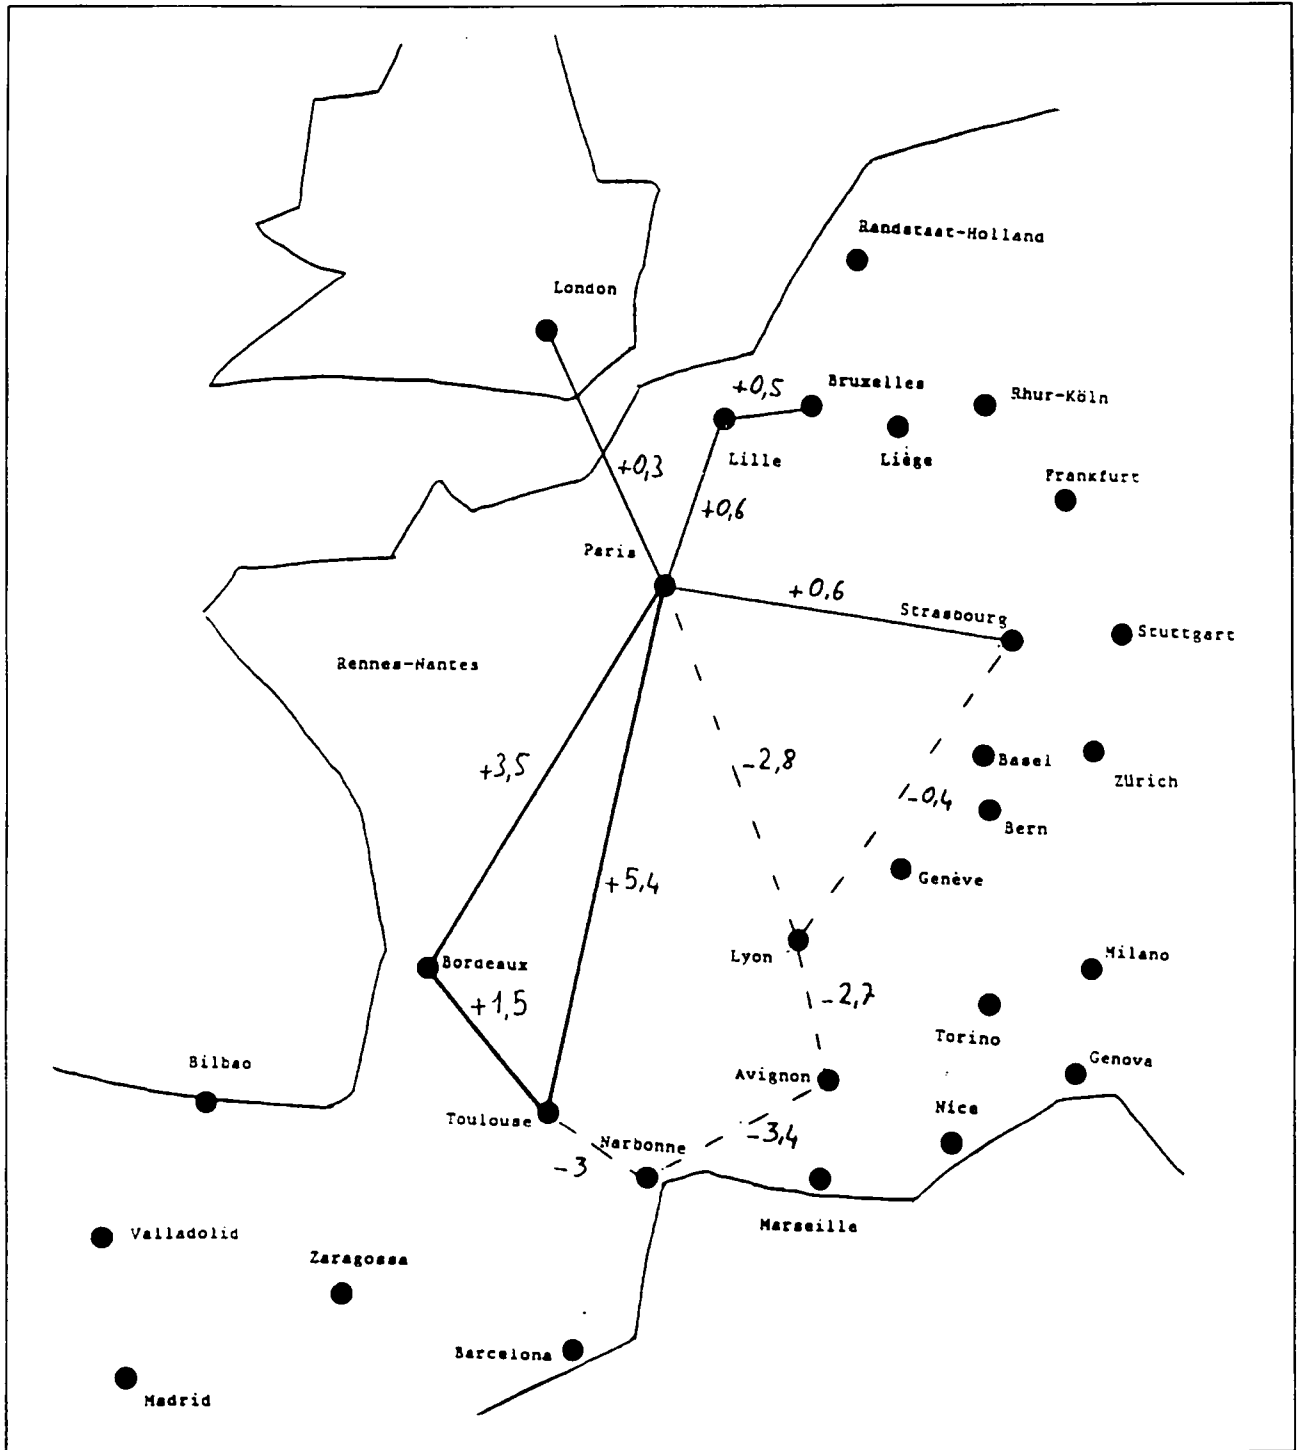 Randstaat-Holland
London
Bruxelles
+0,5
Rhur-Köln
Lille
Liège
+0,3
Frankfurt
+0,6
Paris
+0,6
Strasbourg
Stuttgart
Rennes-Nantes
+3,5
-2,8
Basel
Zürich
-0,4
Bern
+5,4
Genève
Lyon
Bordeaux
Milano
+1,5
-2,7
Torino
Bilbao
Genova
Avignon
Nice
Toulouse
-3,4
Narbonne
-3
Marseille
Valladolid
Zaragossa
Barcelona
Madrid